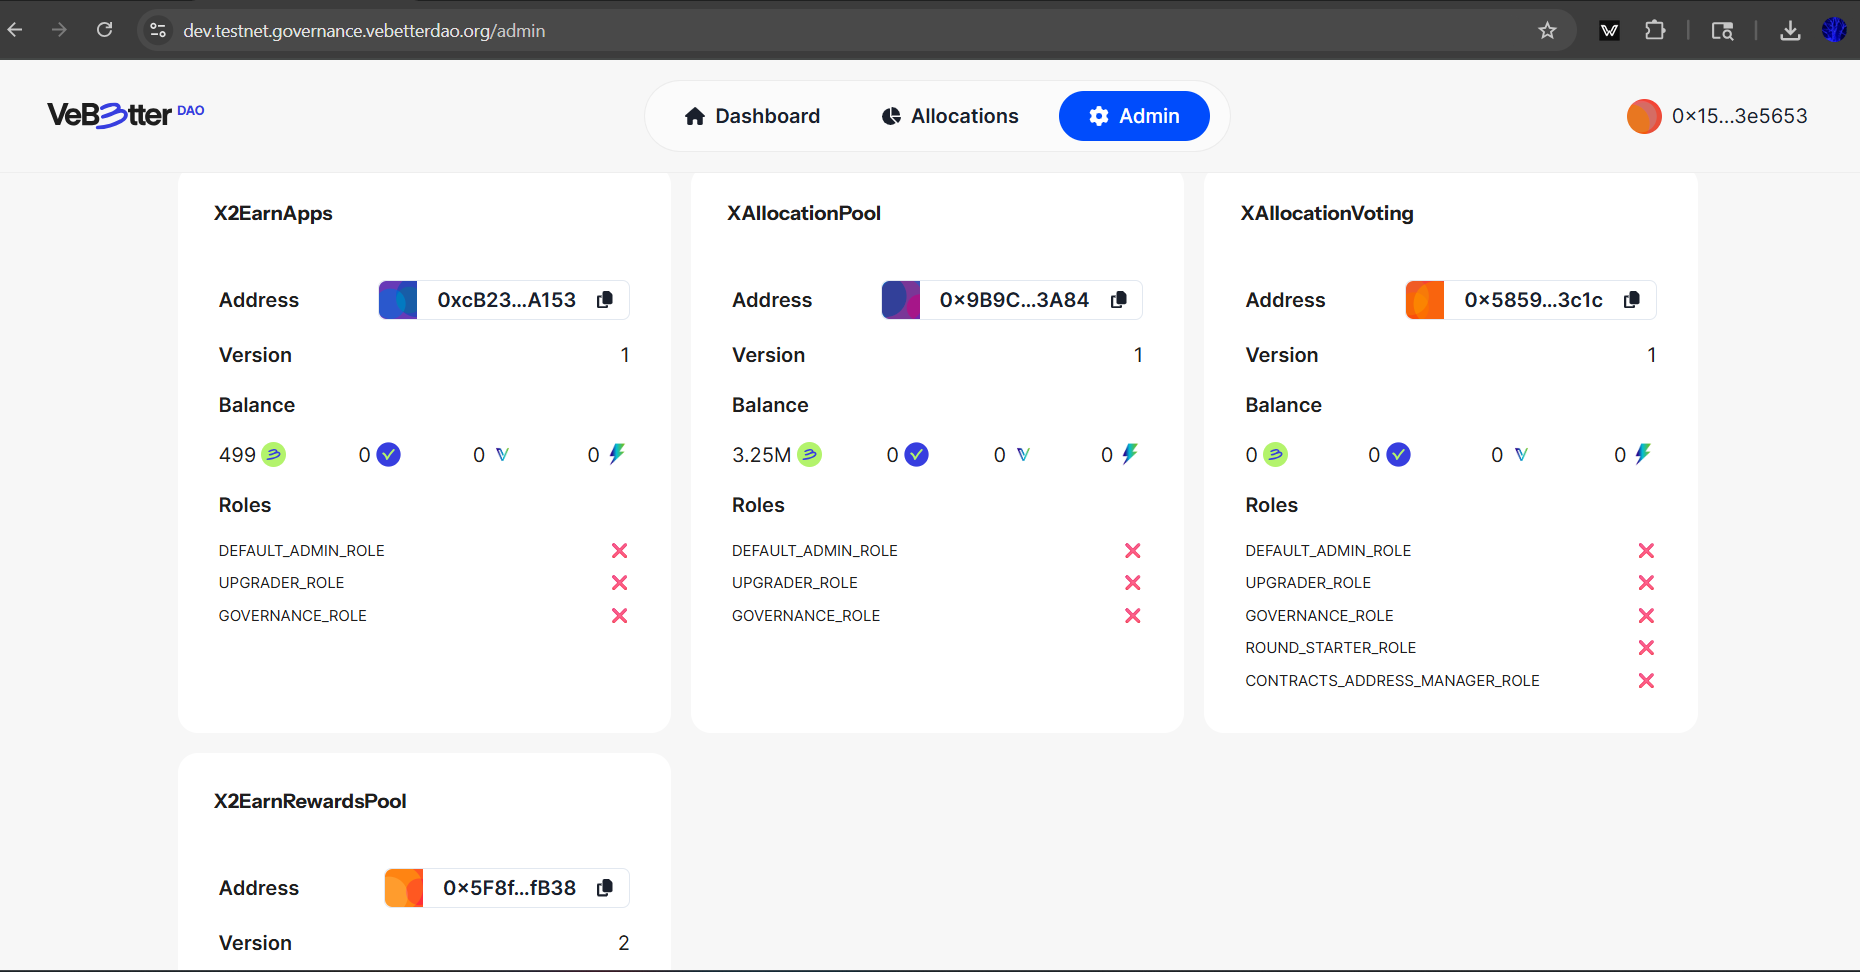 dev.testnet.governance.vebetterdao.org/admin
VeBetter DAO
Dashboard
Allocations
Admin
0x15...3e5653
X2EarnApps
Address
0xcB23...A153
Version
1
Balance
499
0
0
0
Roles
DEFAULT_ADMIN_ROLE
UPGRADER_ROLE
GOVERNANCE_ROLE
XAllocationPool
Address
0x9B9C...3A84
Version
1
Balance
3.25M
0
0
0
Roles
DEFAULT_ADMIN_ROLE
UPGRADER_ROLE
GOVERNANCE_ROLE
XAllocationVoting
Address
0x5859...3c1c
Version
1
Balance
0
0
0
0
Roles
DEFAULT_ADMIN_ROLE
UPGRADER_ROLE
GOVERNANCE_ROLE
ROUND_STARTER_ROLE
CONTRACTS_ADDRESS_MANAGER_ROLE
X2EarnRewardsPool
Address
0x5F8f...fB38
Version
2